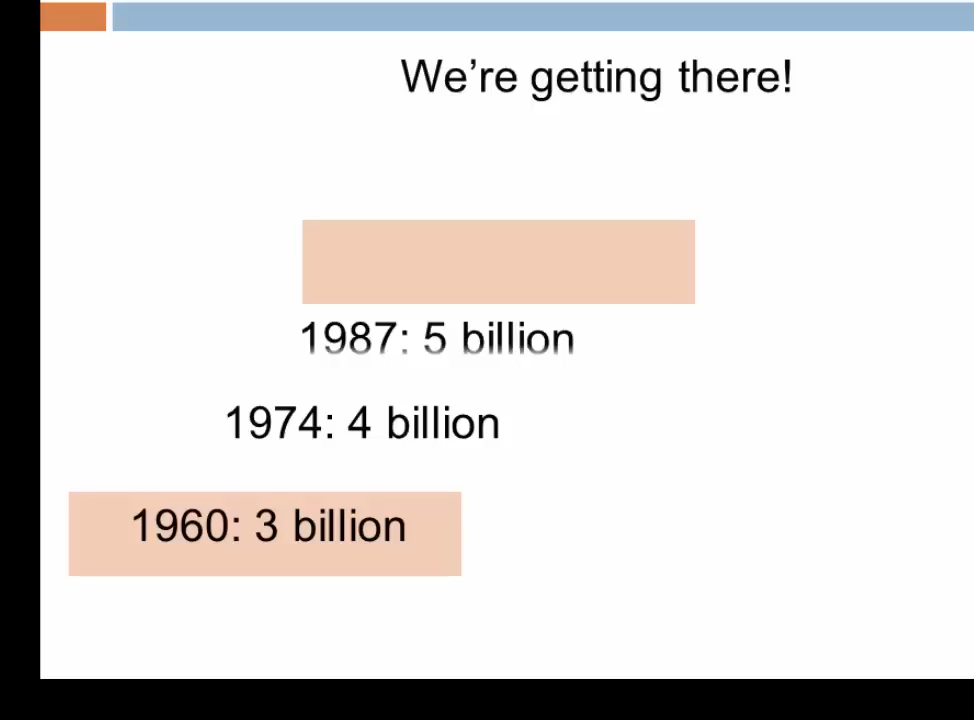 We’re getting there!
1987: 5 billion
1974: 4 billion
1960: 3 billion